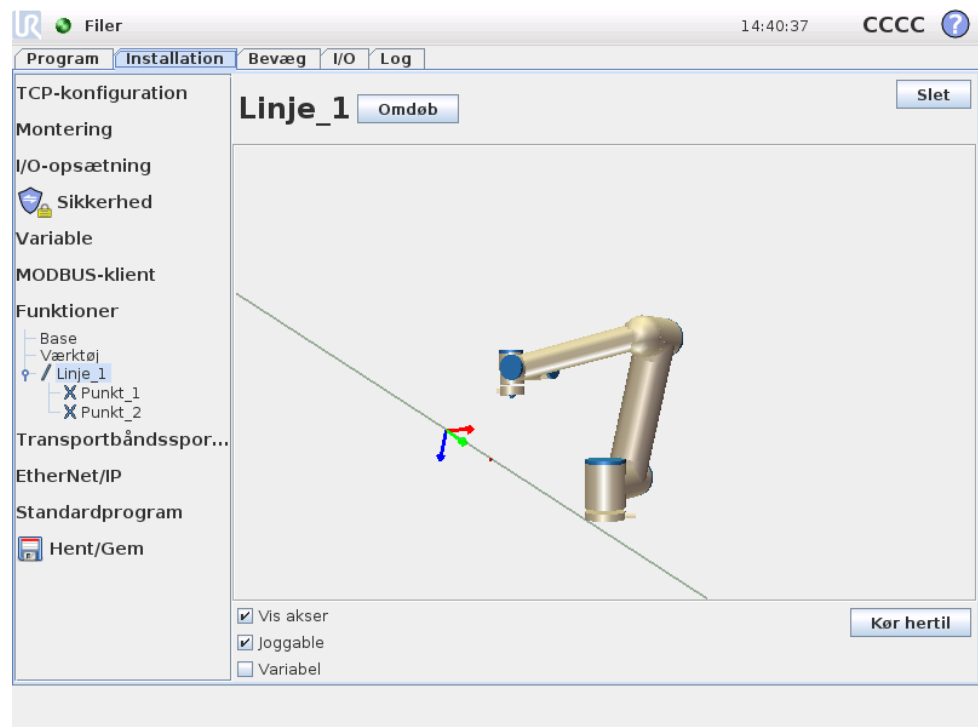 UR Filer 14:40:37 CCCC ?
Program Installation Bevæg I/O Log
TCP-konfiguration
Montering
I/O-opsætning
Sikkerhed
Variable
MODBUS-klient
Funktioner
Base
Værktøj
Linje_1
Punkt_1
Punkt_2
Transportbåndsspor...
EtherNet/IP
Standardprogram
Hent/Gem
Linje_1 Omdøb Slet
Vis akser
Joggable
Variabel
Kør hertil